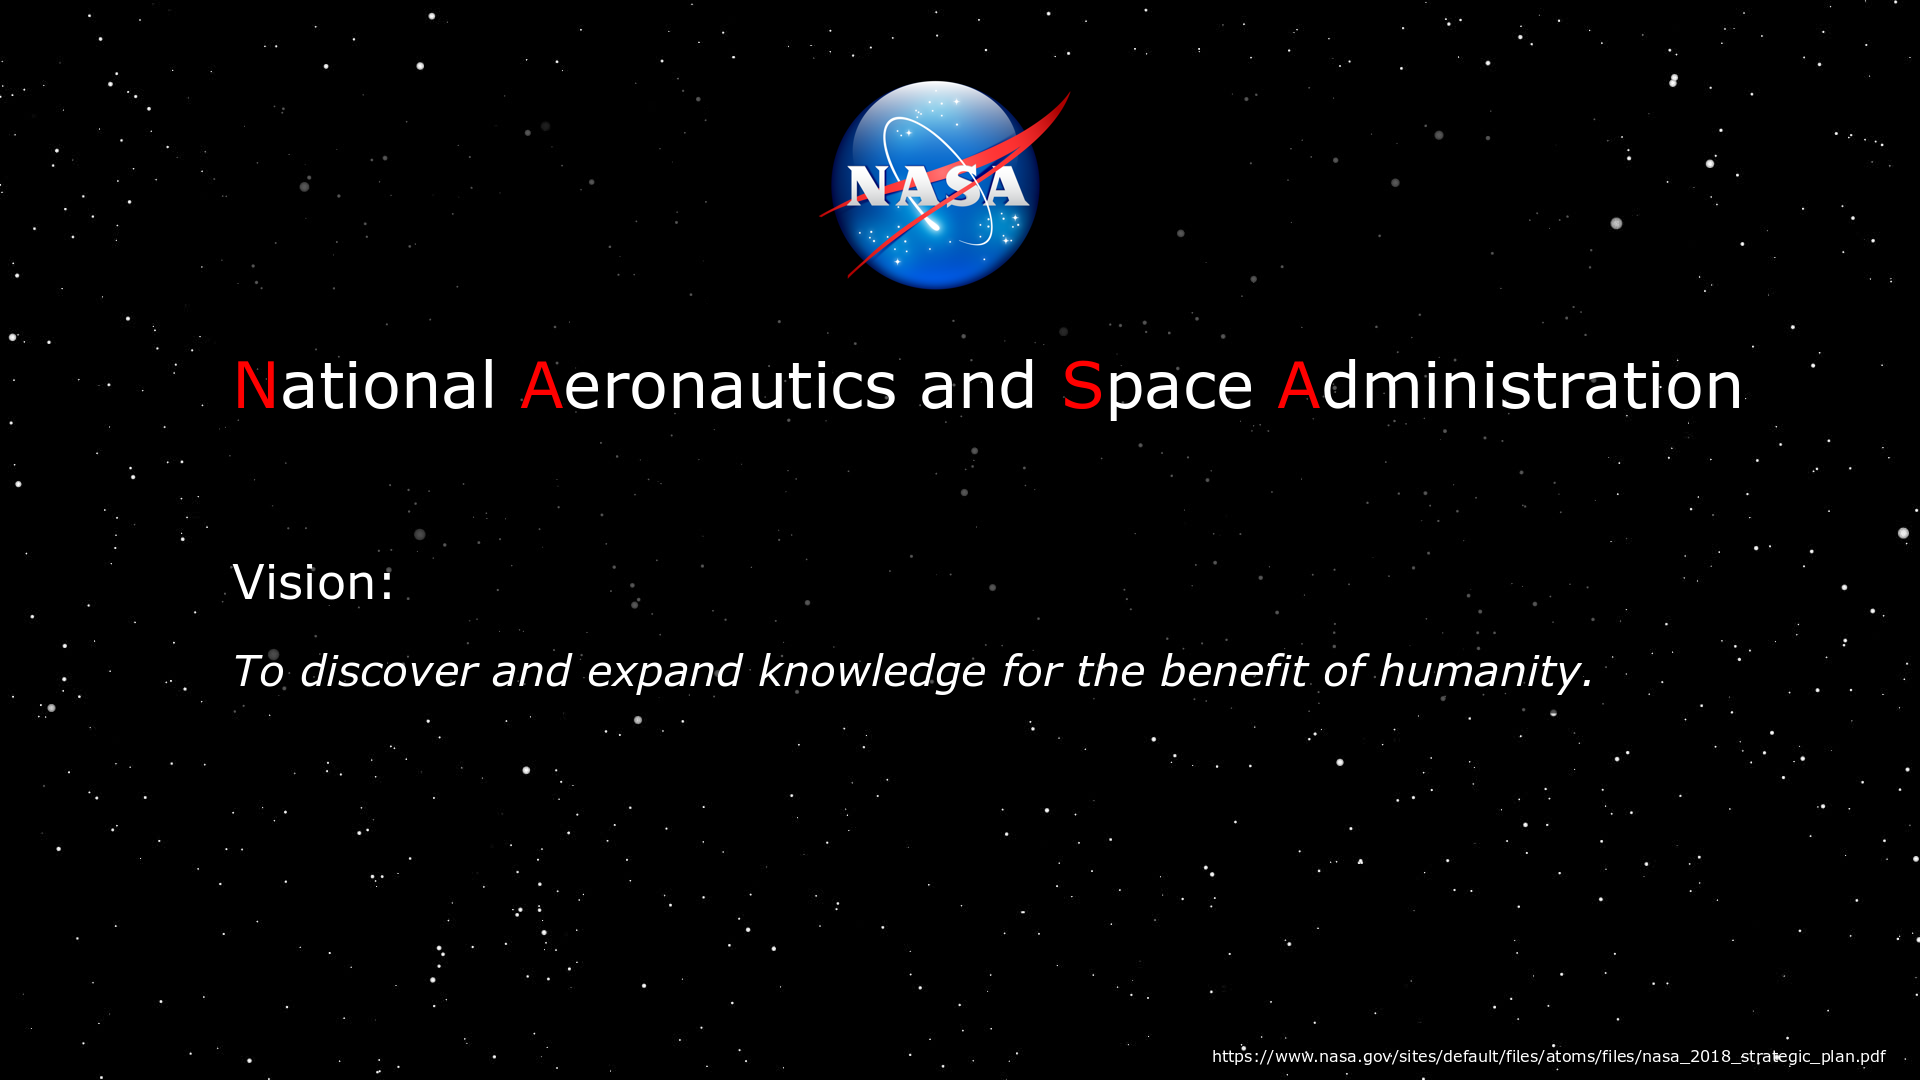 NASA
National Aeronautics and Space Administration
Vision:
To discover and expand knowledge for the benefit of humanity.
https://www.nasa.gov/sites/default/files/atoms/files/nasa_2018_strategic_plan.pdf